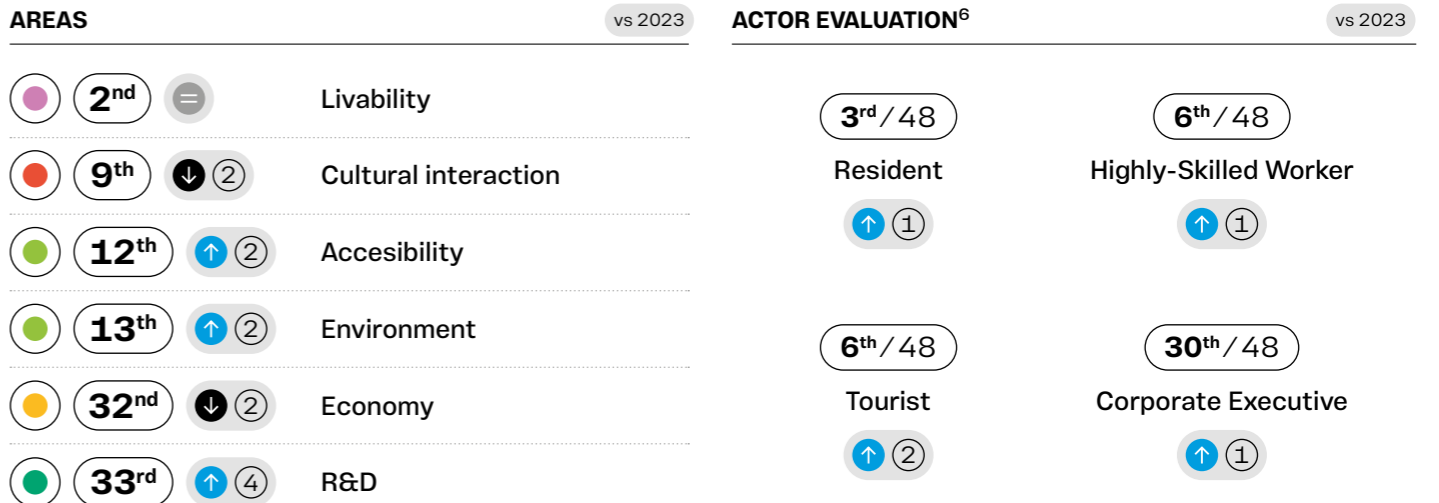 AREAS vs 2023
2nd = Livability
9th ↓ 2 Cultural interaction
12th ↑ 2 Accesibility
13th ↑ 2 Environment
32nd ↓ 2 Economy
33rd ↑ 4 R&D
ACTOR EVALUATION6 vs 2023
3rd/48 6th/48
Resident Highly-Skilled Worker
↑ 1 ↑ 1
6th/48 30th/48
Tourist Corporate Executive
↑ 2 ↑ 1